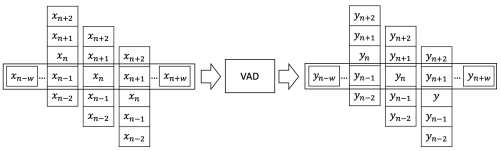 x_{n+2} y_{n+2}
x_{n+1} x_{n+2} y_{n+1} y_{n+2}
x_n x_{n+1} x_{n+2} y_n y_{n+1} y_{n+2}
x_{n-w} ... x_{n-1} x_n x_{n+1} ... x_{n+w} VAD y_{n-w} ... y_{n-1} y_n y_{n+1} ... y_{n+w}
x_{n-2} x_{n-1} x_n y_{n-2} y_{n-1} y
x_{n-2} x_{n-1} y_{n-2} y_{n-1}
x_{n-2} y_{n-2}